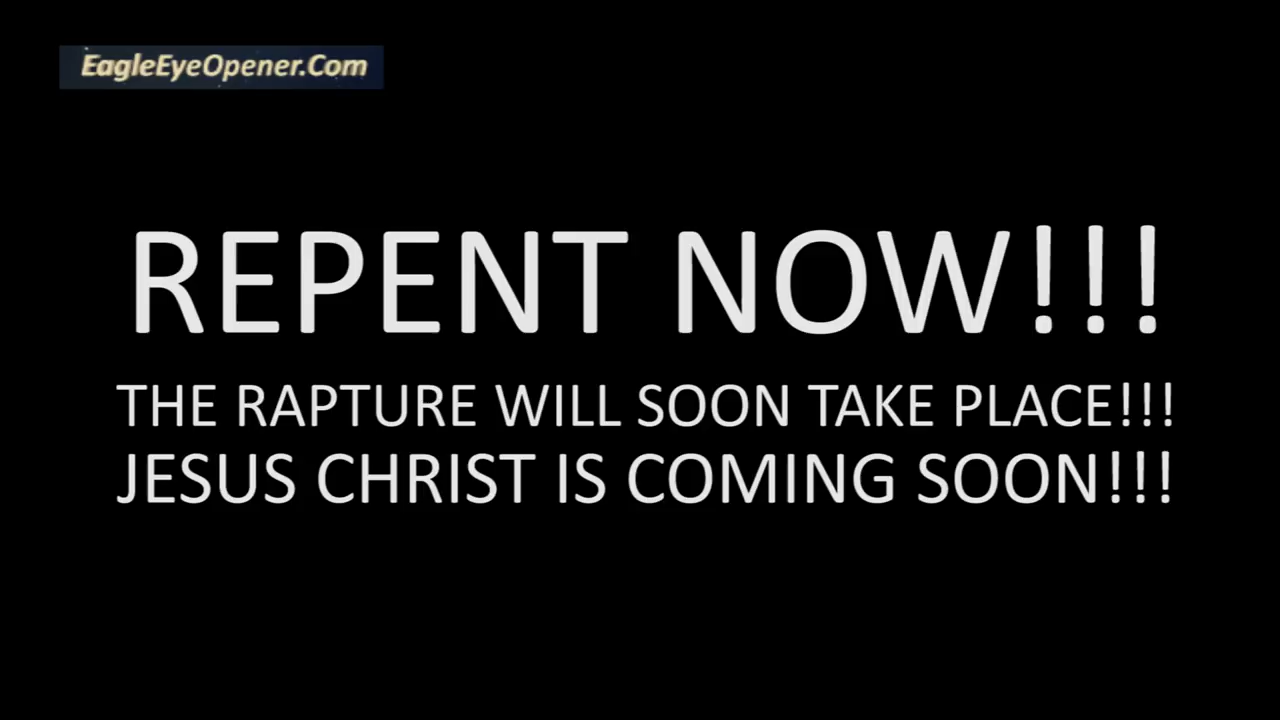 EagleEyeOpener.Com
REPENT NOW!!!
THE RAPTURE WILL SOON TAKE PLACE!!!
JESUS CHRIST IS COMING SOON!!!